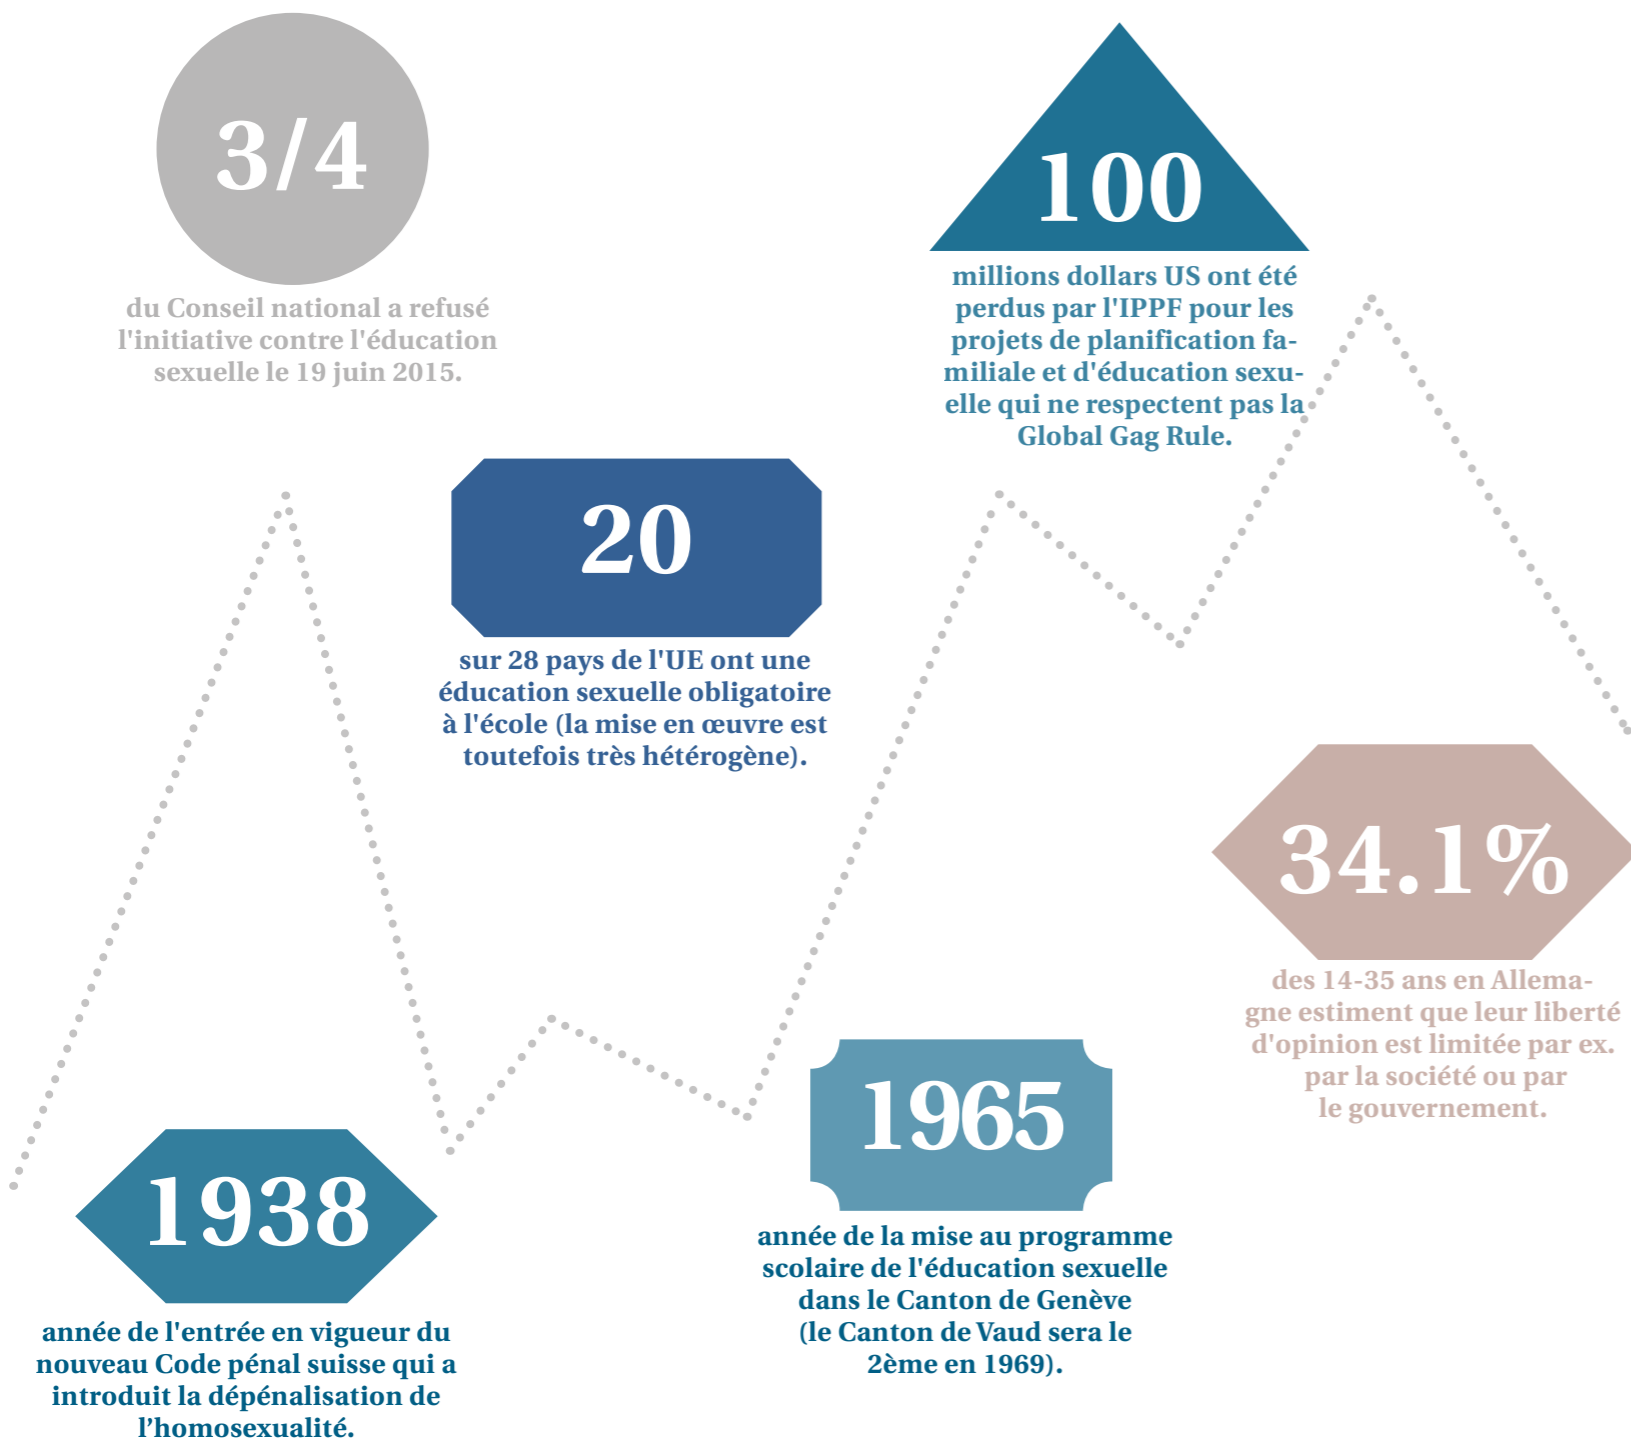 3/4
du Conseil national a refusé
l'initiative contre l'éducation
sexuelle le 19 juin 2015.
100
millions dollars US ont été
perdus par l'IPPF pour les
projets de planification fa-
miliale et d'éducation sexu-
elle qui ne respectent pas la
Global Gag Rule.
20
sur 28 pays de l'UE ont une
éducation sexuelle obligatoire
à l'école (la mise en œuvre est
toutefois très hétérogène).
34.1%
des 14-35 ans en Allema-
gne estiment que leur liberté
d'opinion est limitée par ex.
par la société ou par
le gouvernement.
1938
année de l'entrée en vigueur du
nouveau Code pénal suisse qui a
introduit la dépénalisation de
l’homosexualité.
1965
année de la mise au programme
scolaire de l'éducation sexuelle
dans le Canton de Genève
(le Canton de Vaud sera le
2ème en 1969).